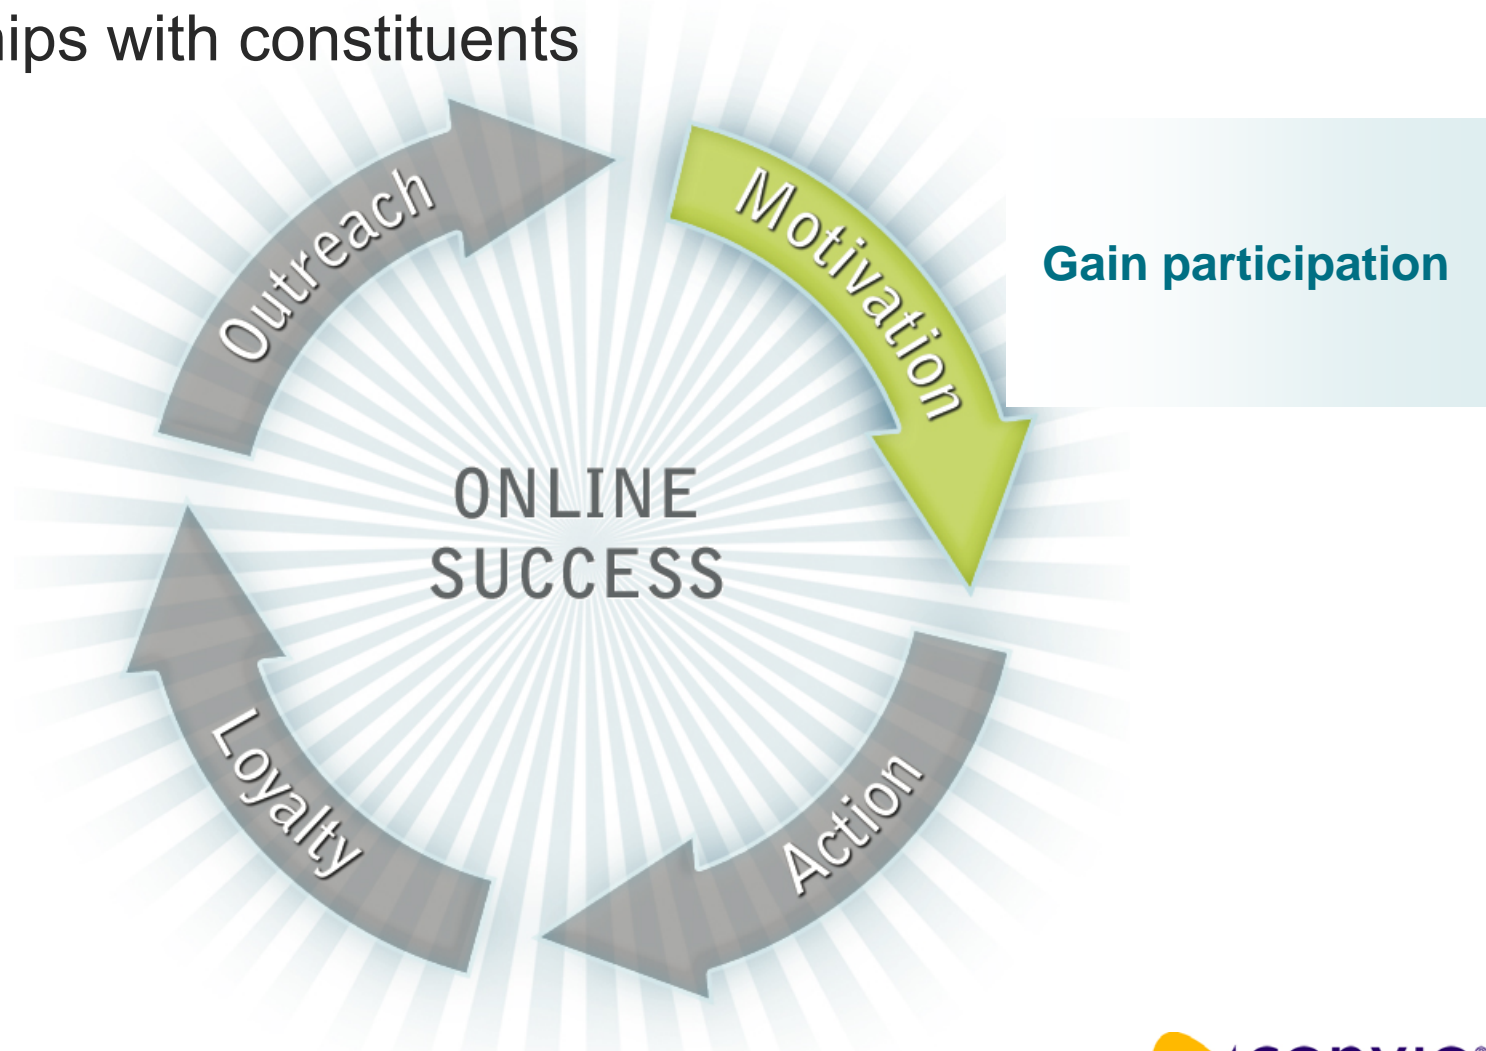 ips with constituents
Outreach
Motivation
Gain participation
ONLINE
SUCCESS
Loyalty
Action